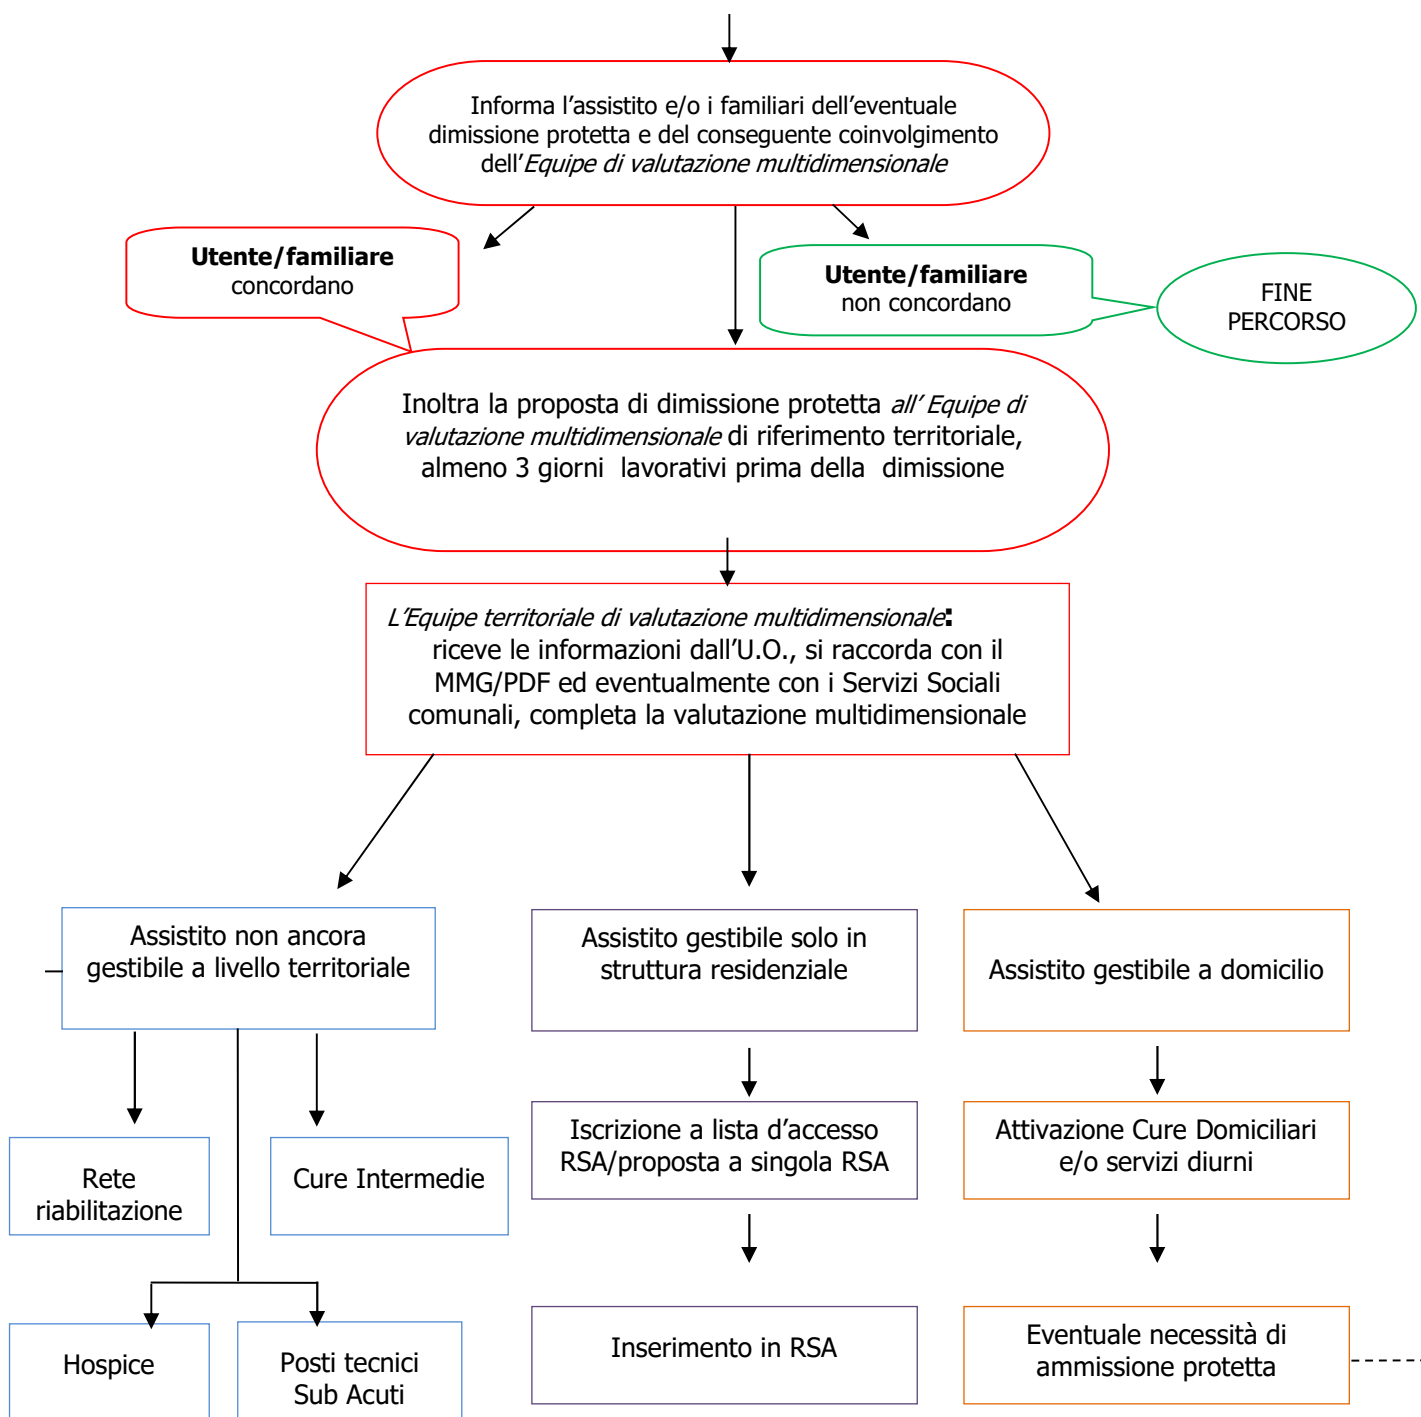 Informa l’assistito e/o i familiari dell’eventuale
dimissione protetta e del conseguente coinvolgimento
dell’Equipe di valutazione multidimensionale
Utente/familiare
concordano
Utente/familiare
non concordano
FINE
PERCORSO
Inoltra la proposta di dimissione protetta all’ Equipe di
valutazione multidimensionale di riferimento territoriale,
almeno 3 giorni lavorativi prima della dimissione
L’Equipe territoriale di valutazione multidimensionale:
riceve le informazioni dall’U.O., si raccorda con il
MMG/PDF ed eventualmente con i Servizi Sociali
comunali, completa la valutazione multidimensionale
Assistito non ancora
gestibile a livello territoriale
Assistito gestibile solo in
struttura residenziale
Assistito gestibile a domicilio
Rete
riabilitazione
Cure Intermedie
Iscrizione a lista d’accesso
RSA/proposta a singola RSA
Attivazione Cure Domiciliari
e/o servizi diurni
Hospice
Posti tecnici
Sub Acuti
Inserimento in RSA
Eventuale necessità di
ammissione protetta